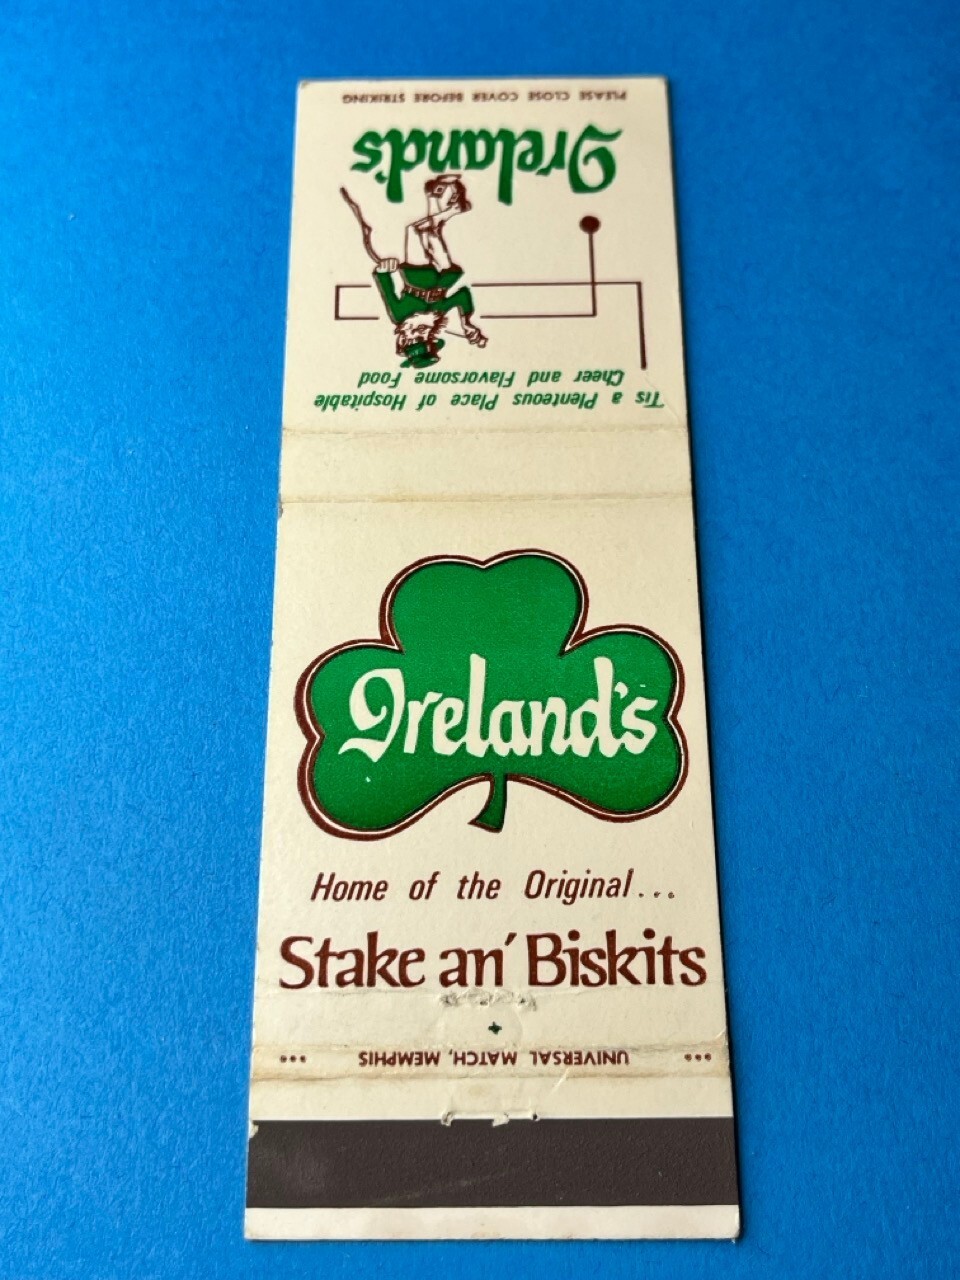 PLEASE CLOSE COVER BEFORE STRIKING
Ireland's
Tis a Plenteous Place of Hospitable
Cheer and Flavorsome Food
Ireland's
Home of the Original...
Stake an' Biskits
••• UNIVERSAL MATCH, MEMPHIS •••